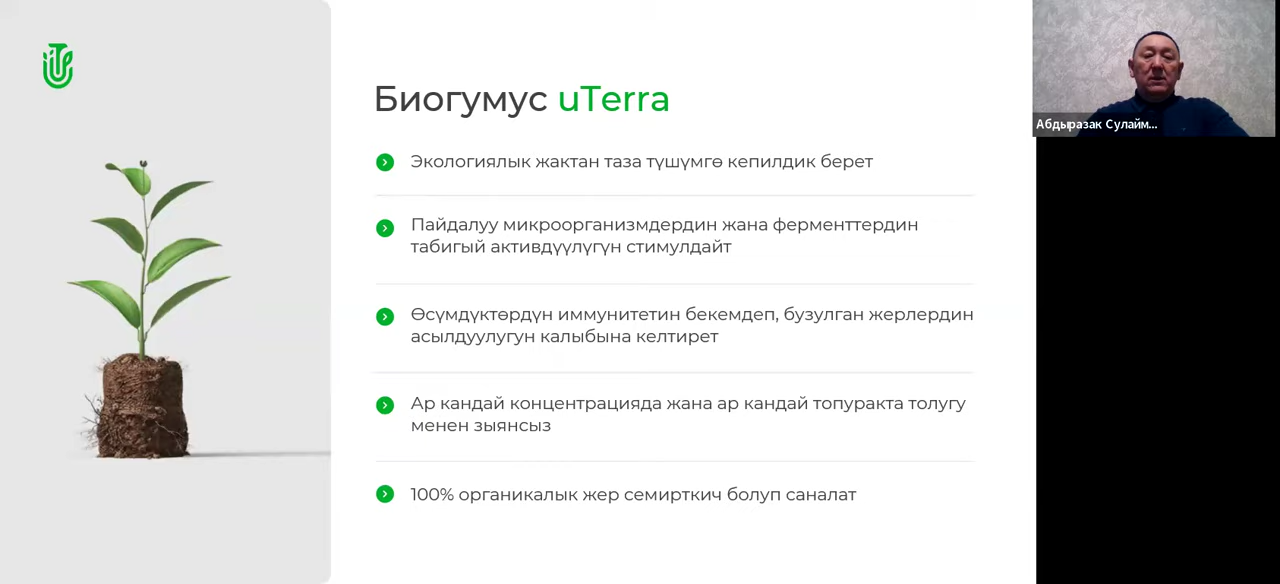 Биогумус uTerra
Экологиялык жактан таза түшүмгө кепилдик берет
Пайдалуу микроорганизмдердин жана ферменттердин
табигый активдүүлүгүн стимулдайт
Өсүмдүктөрдүн иммунитетин бекемдеп, бузулган жерлердин
асылдуулугун калыбына келтирет
Ар кандай концентрацияда жана ар кандай топуракта толугу
менен зыянсыз
100% органикалык жер семирткич болуп саналат
Абдыразак Сулайм...